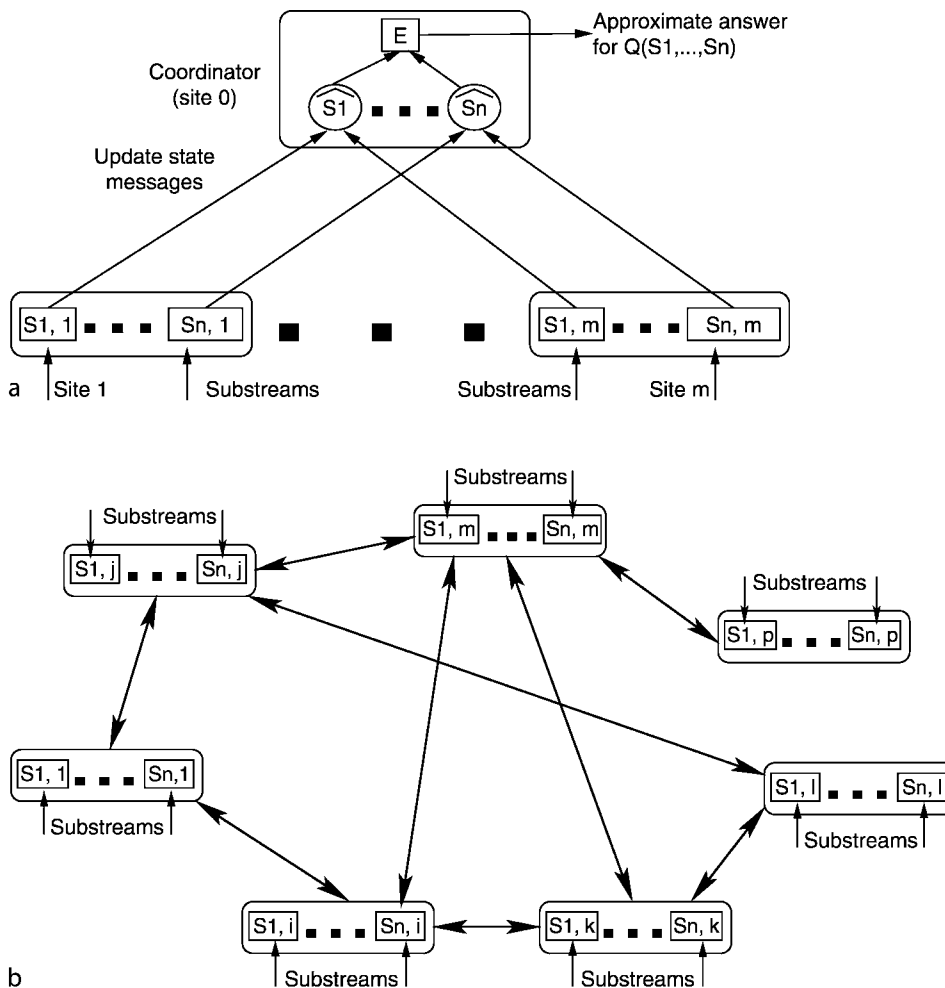 E
Approximate answer
for Q(S1,...,Sn)
Coordinator
(site 0)
S1
Sn
Update state
messages
S1, 1
Sn, 1
S1, m
Sn, m
a
Site 1
Substreams
Substreams
Site m
Substreams
Substreams
S1, m
Sn, m
S1, j
Sn, j
Substreams
S1, p
Sn, p
S1, 1
Sn,1
S1, l
Sn, l
Substreams
Substreams
S1, i
Sn, i
S1, k
Sn, k
b
Substreams
Substreams